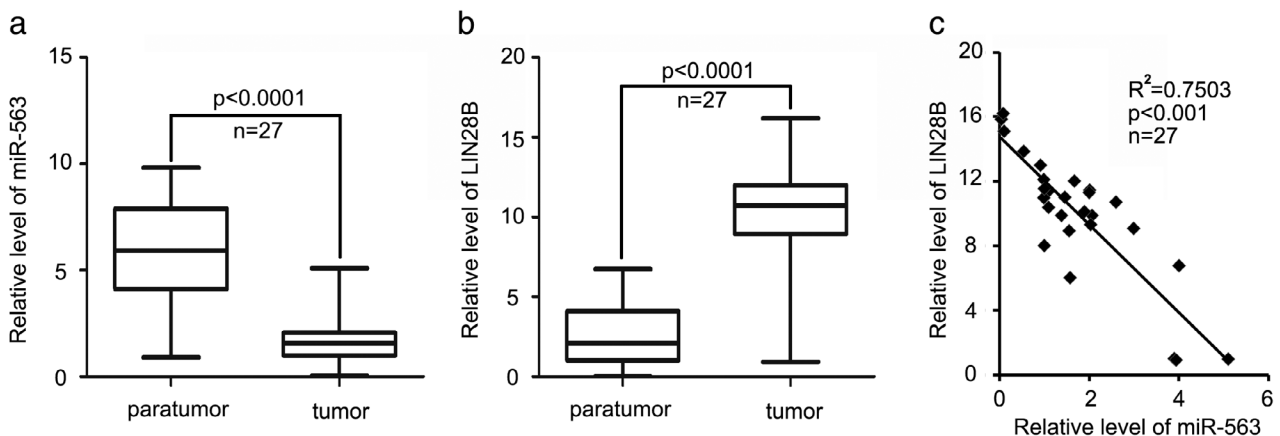 a
15
10
5
0
Relative level of miR-563
p<0.0001
n=27
paratumor
tumor
b
20
15
10
5
0
Relative level of LIN28B
p<0.0001
n=27
paratumor
tumor
c
20
16
12
8
4
0
Relative level of LIN28B
R²=0.7503
p<0.001
n=27
0 2 4 6
Relative level of miR-563